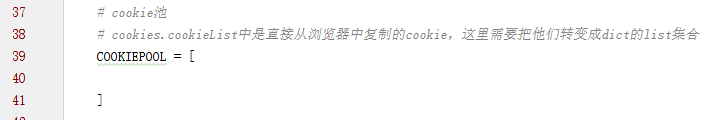 37 # cookie池
38 # cookies.cookieList中是直接从浏览器中复制的cookie，这里需要把他们转变成dict的list集合
39 COOKIEPOOL = [
40
41 ]